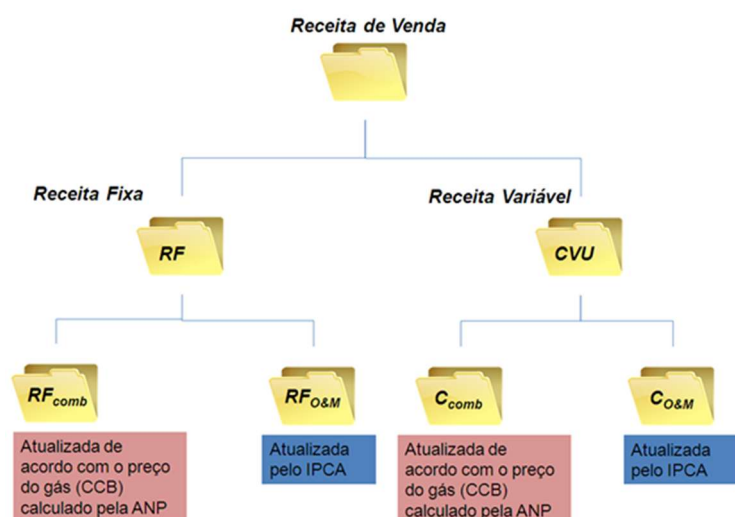 Receita de Venda
Receita Fixa
Receita Variável
RF
CVU
RFcomb
RFO&M
Ccomb
CO&M
Atualizada de
acordo com o preço
do gás (CCB)
calculado pela ANP
Atualizada
pelo IPCA
Atualizada de
acordo com o preço
do gás (CCB)
calculado pela ANP
Atualizada
pelo IPCA